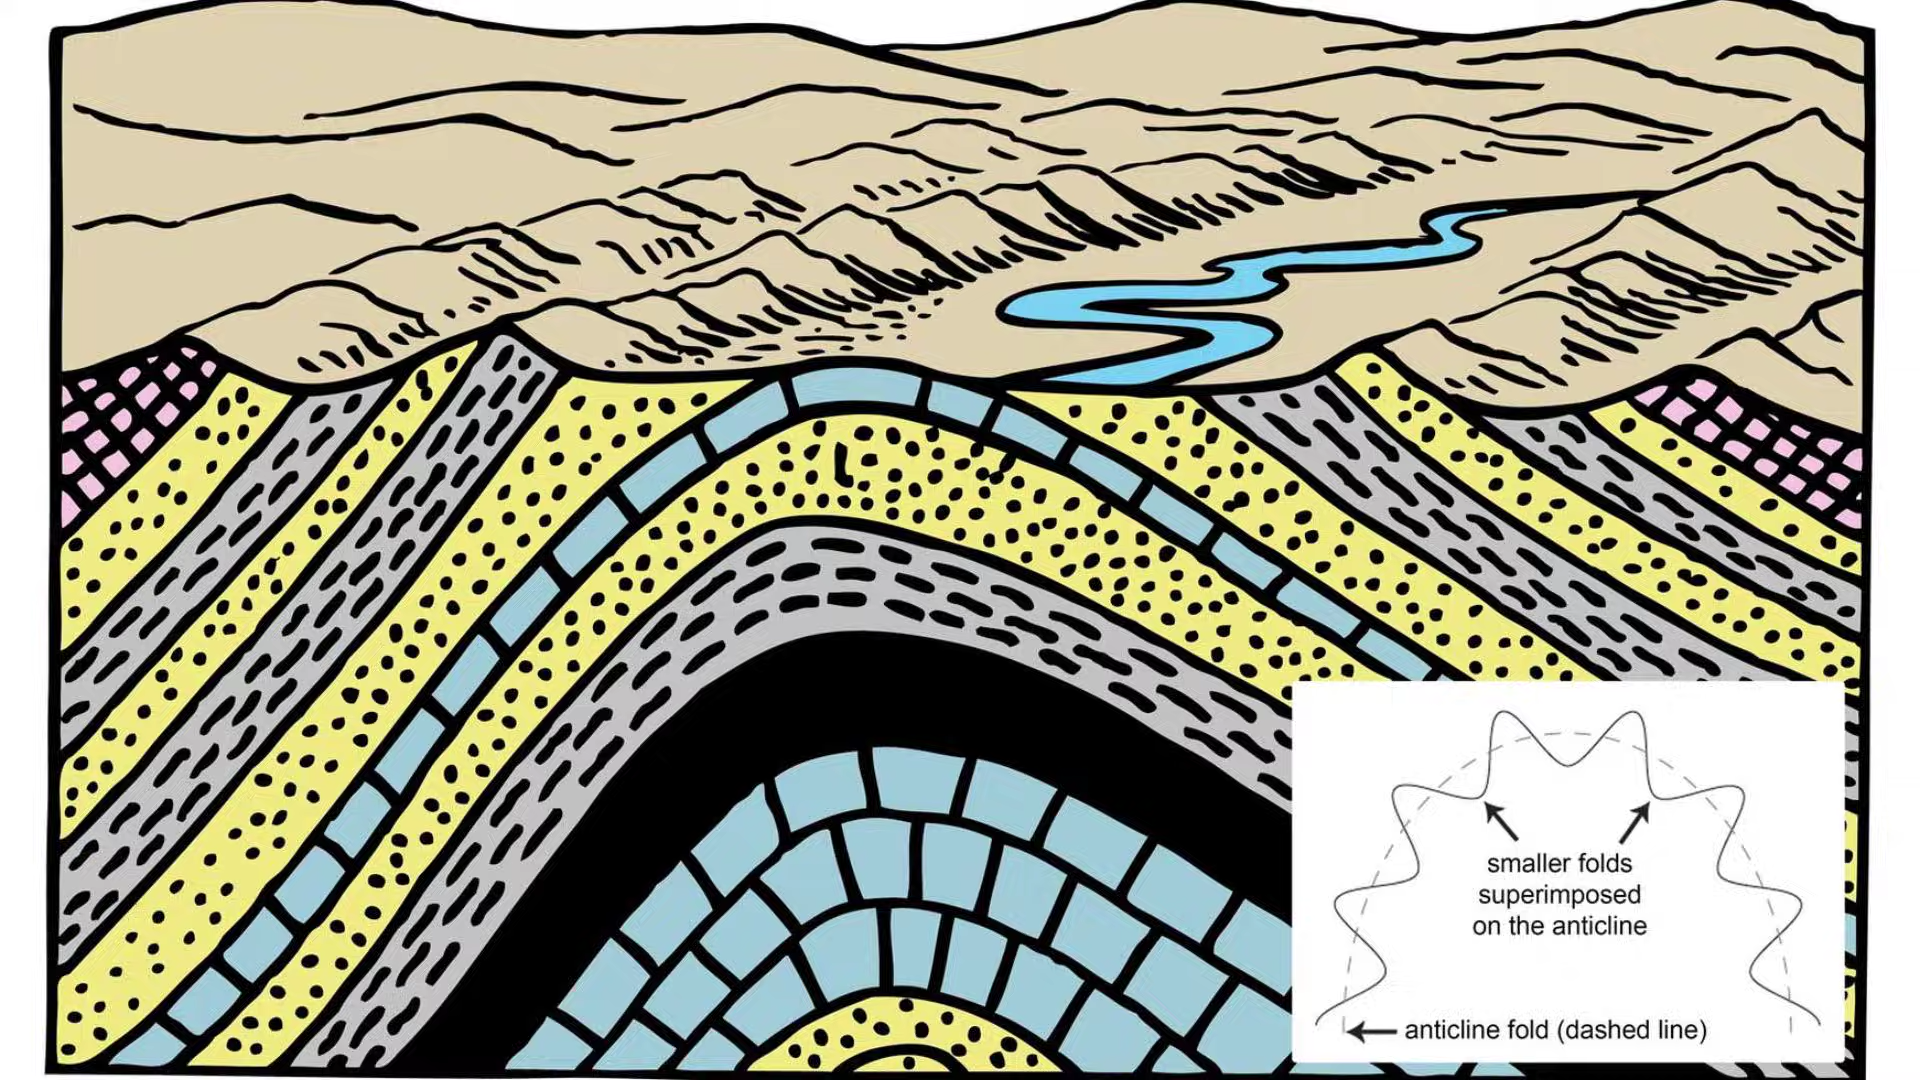 smaller folds
superimposed
on the anticline
anticline fold (dashed line)